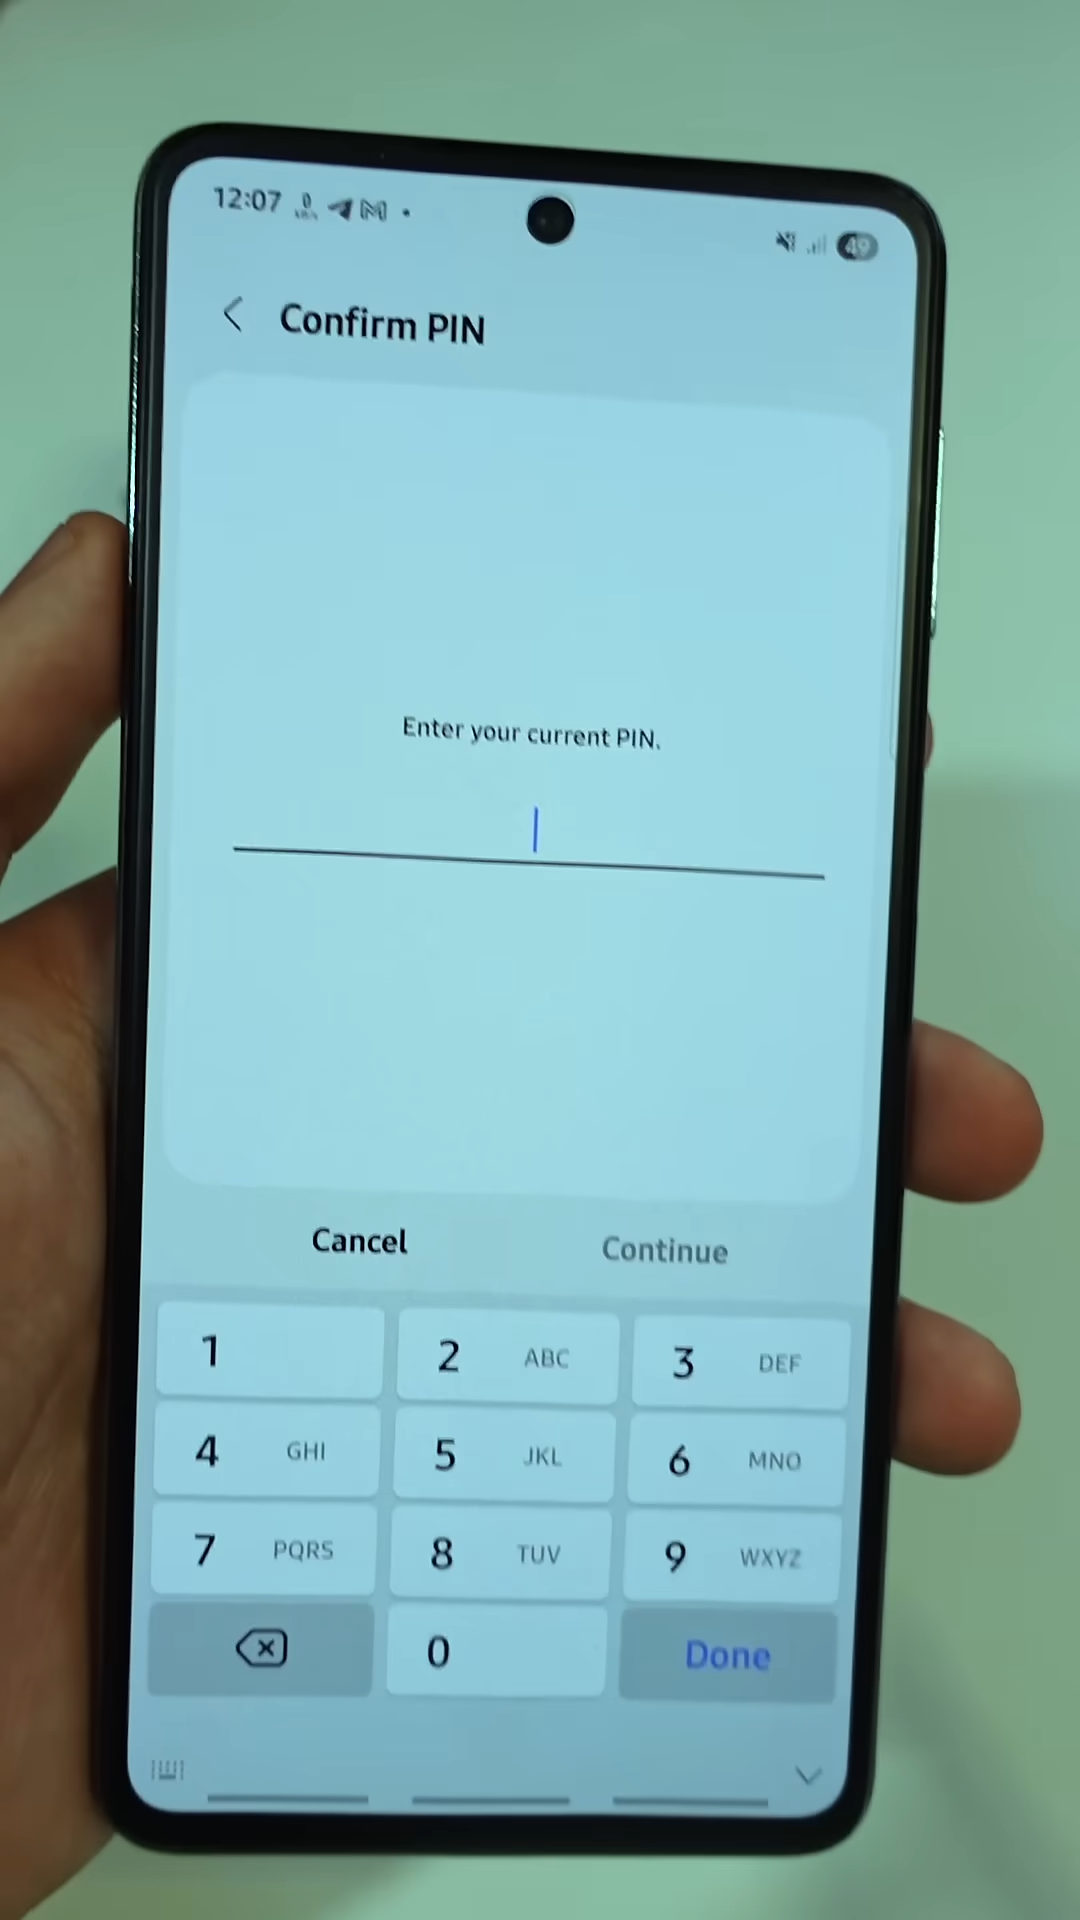 12:07
49
Confirm PIN
Enter your current PIN.
Cancel Continue
1 2 ABC 3 DEF
4 GHI 5 JKL 6 MNO
7 PQRS 8 TUV 9 WXYZ
0 Done